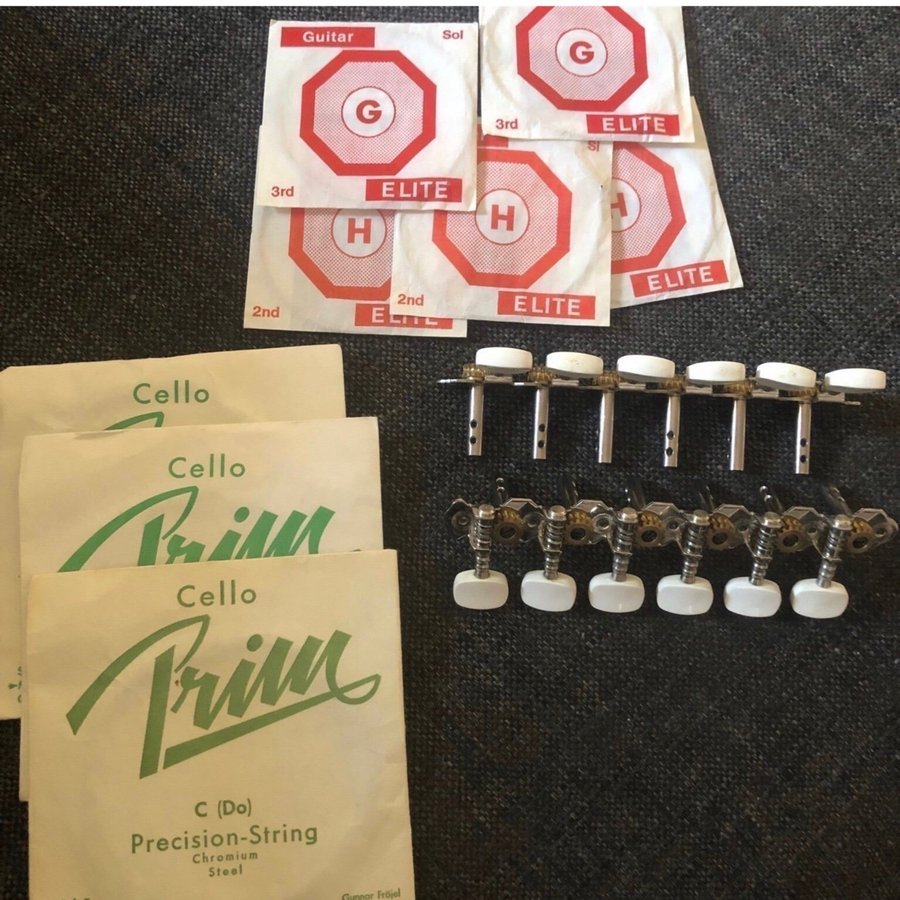 Guitar
Sol
G
3rd
ELITE
G
3rd
ELITE
H
2nd
ELITE
Si
H
2nd
ELITE
H
ELITE
Cello
Cello
Prim
Cello
Prim
C (Do)
Precision-String
Chromium
Steel
Gunnar Fröjel